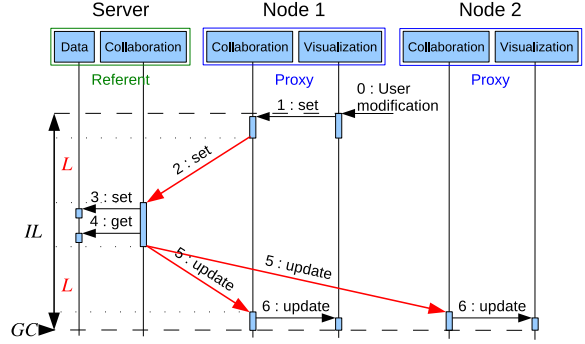 Server
Node 1
Node 2
Data
Collaboration
Collaboration
Visualization
Collaboration
Visualization
Referent
Proxy
Proxy
0 : User
modification
1 : set
L
2 : set
3 : set
4 : get
IL
5 : update
5 : update
L
6 : update
6 : update
GC